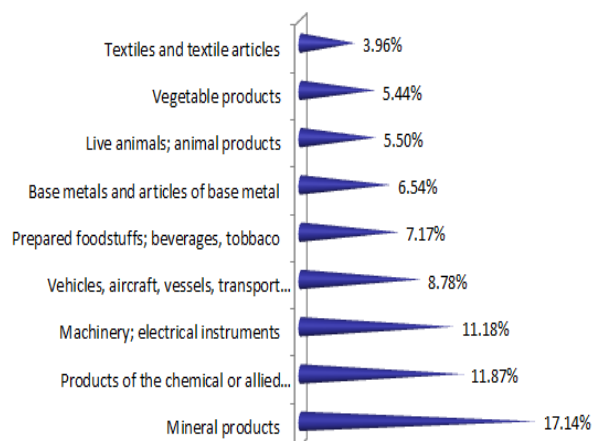 Textiles and textile articles 3.96%
Vegetable products 5.44%
Live animals; animal products 5.50%
Base metals and articles of base metal 6.54%
Prepared foodstuffs; beverages, tobbaco 7.17%
Vehicles, aircraft, vessels, transport... 8.78%
Machinery; electrical instruments 11.18%
Products of the chemical or allied... 11.87%
Mineral products 17.14%